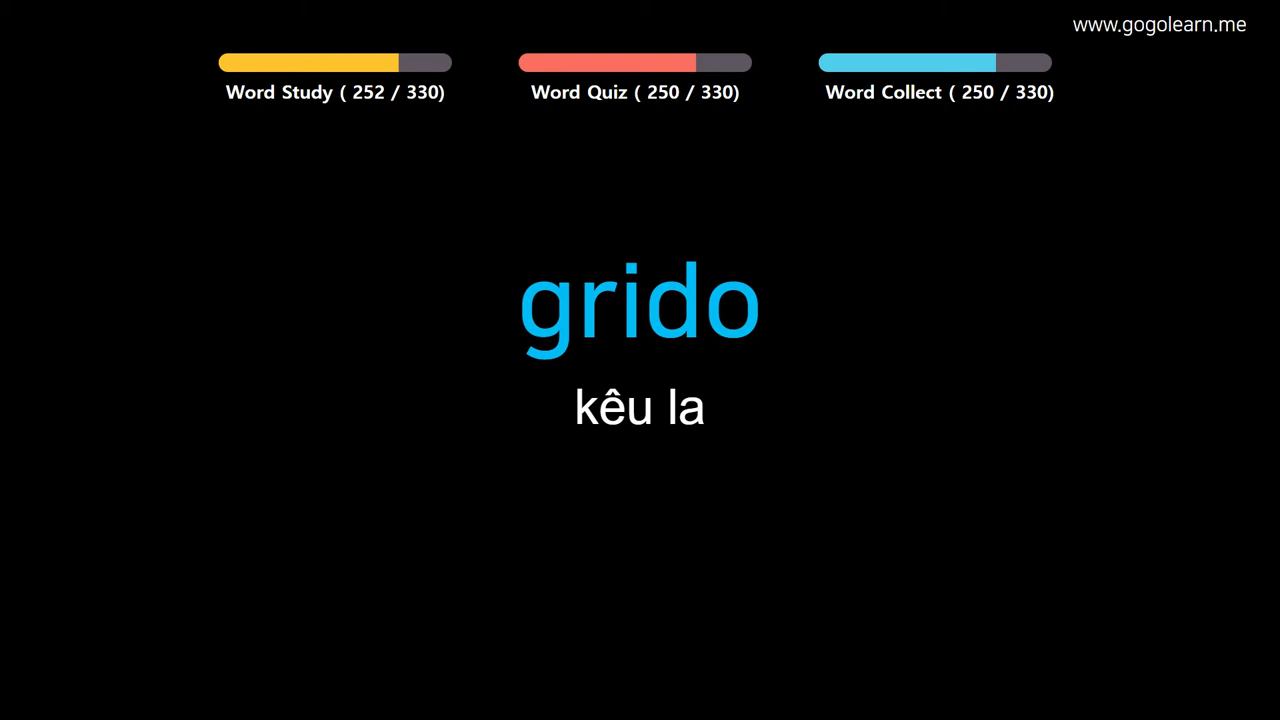 www.gogolearn.me
Word Study ( 252 / 330)
Word Quiz ( 250 / 330)
Word Collect ( 250 / 330)
grido
kêu la